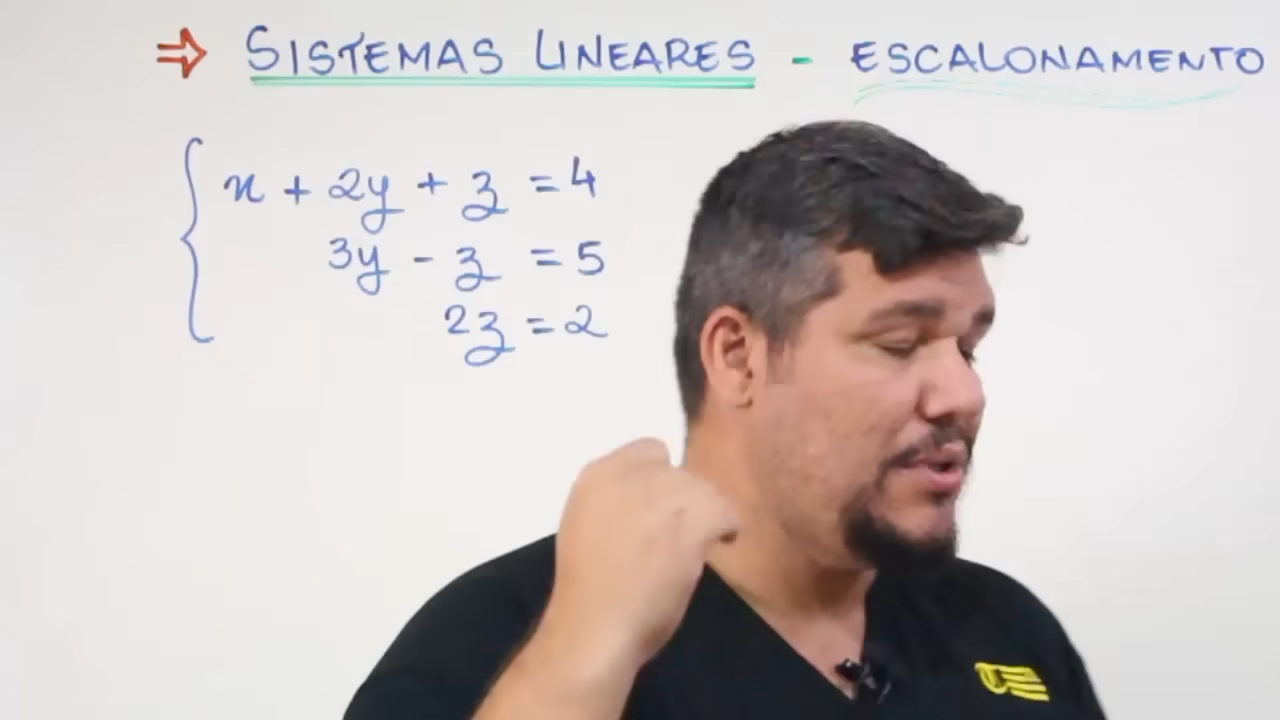 ⇒ SISTEMAS LINEARES - ESCALONAMENTO
x + 2y + z = 4
3y - z = 5
2z = 2